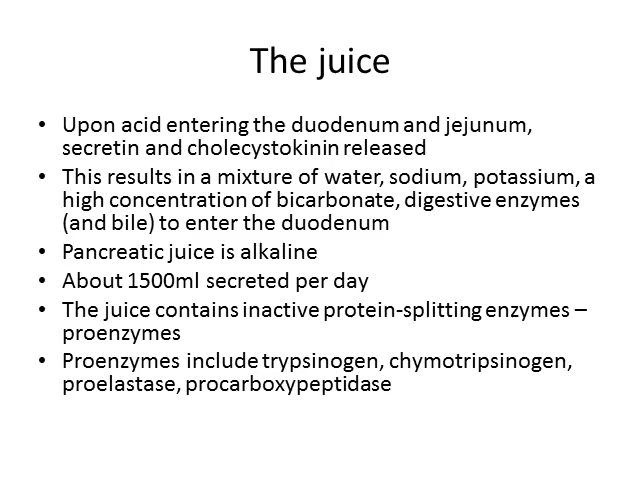 The juice
• Upon acid entering the duodenum and jejunum,
secretin and cholecystokinin released
• This results in a mixture of water, sodium, potassium, a
high concentration of bicarbonate, digestive enzymes
(and bile) to enter the duodenum
• Pancreatic juice is alkaline
• About 1500ml secreted per day
• The juice contains inactive protein-splitting enzymes –
proenzymes
• Proenzymes include trypsinogen, chymotripsinogen,
proelastase, procarboxypeptidase